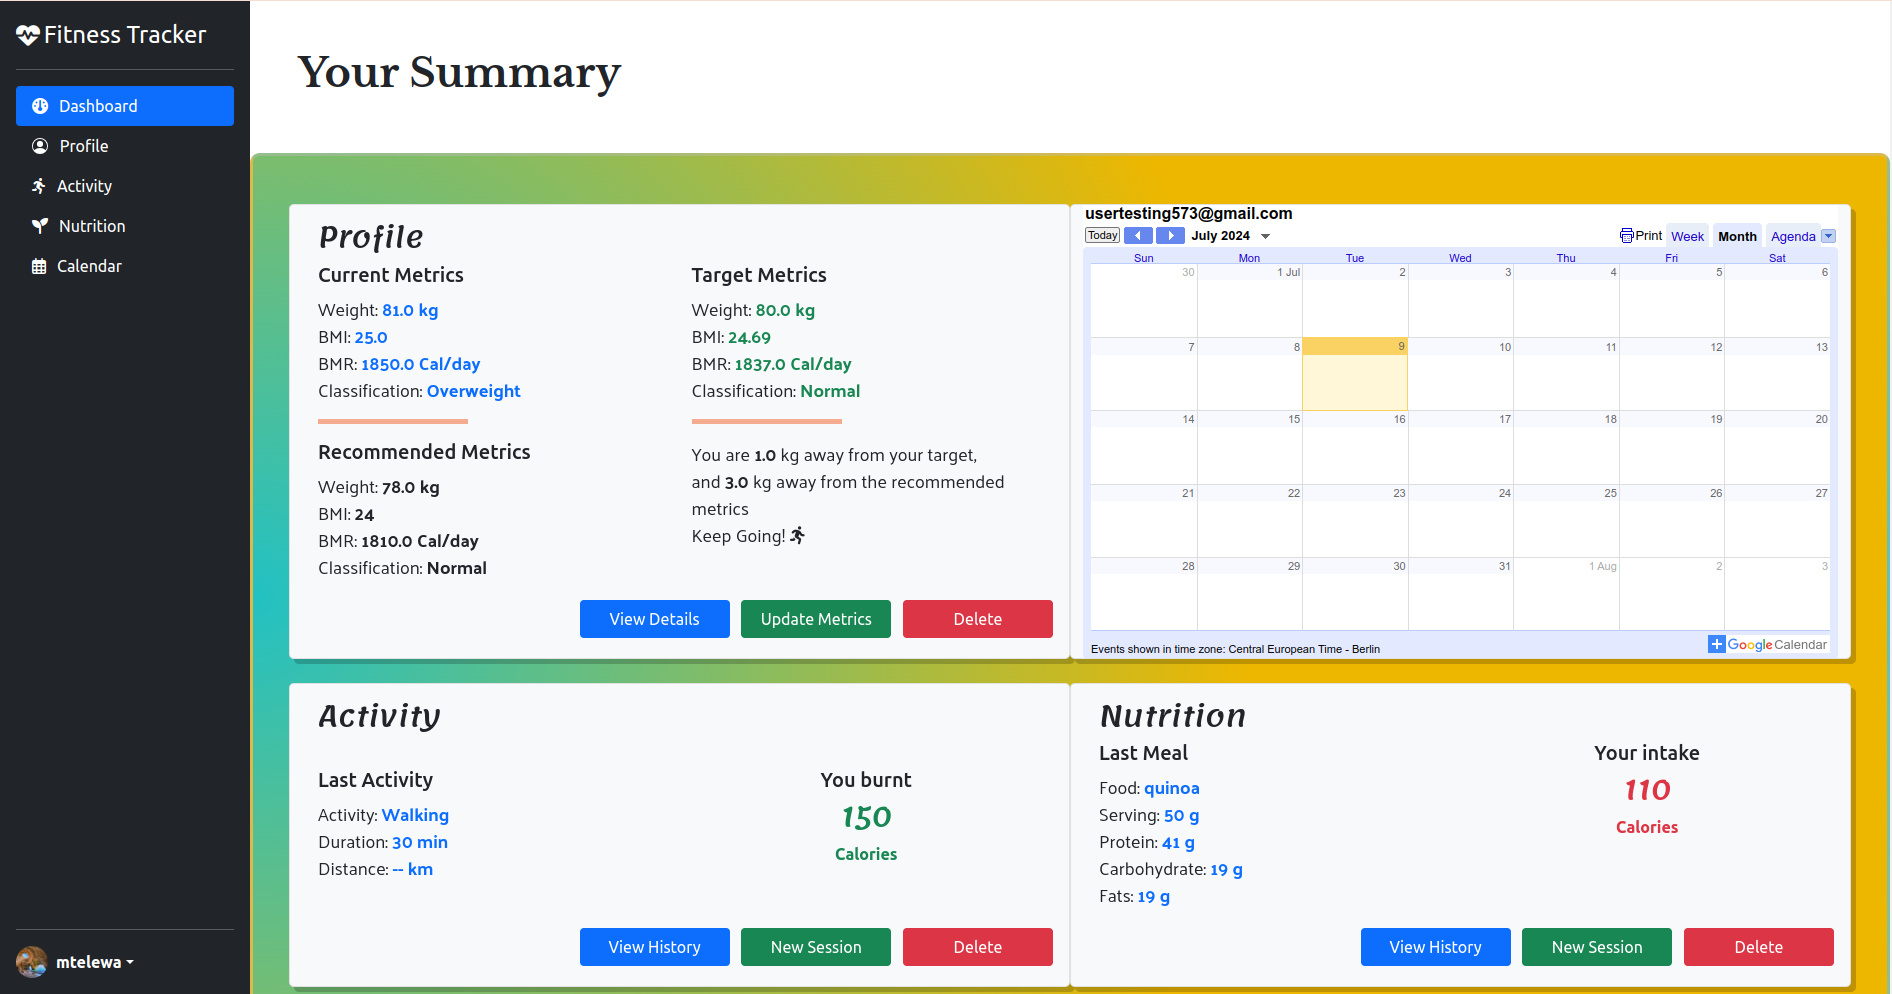 Fitness Tracker
Dashboard
Profile
Activity
Nutrition
Calendar
mtelewa
Your Summary
Profile
Current Metrics
Weight: 81.0 kg
BMI: 25.0
BMR: 1850.0 Cal/day
Classification: Overweight
Target Metrics
Weight: 80.0 kg
BMI: 24.69
BMR: 1837.0 Cal/day
Classification: Normal
Recommended Metrics
Weight: 78.0 kg
BMI: 24
BMR: 1810.0 Cal/day
Classification: Normal
You are 1.0 kg away from your target,
and 3.0 kg away from the recommended
metrics
Keep Going!
View Details Update Metrics Delete
usertesting573@gmail.com
Today July 2024 Print Week Month Agenda
Sun Mon Tue Wed Thu Fri Sat
30 1 Jul 2 3 4 5 6
7 8 9 10 11 12 13
14 15 16 17 18 19 20
21 22 23 24 25 26 27
28 29 30 31 1 Aug 2 3
Events shown in time zone: Central European Time - Berlin
Google Calendar
Activity
Last Activity
Activity: Walking
Duration: 30 min
Distance: -- km
You burnt
150
Calories
View History New Session Delete
Nutrition
Last Meal
Food: quinoa
Serving: 50 g
Protein: 41 g
Carbohydrate: 19 g
Fats: 19 g
Your intake
110
Calories
View History New Session Delete